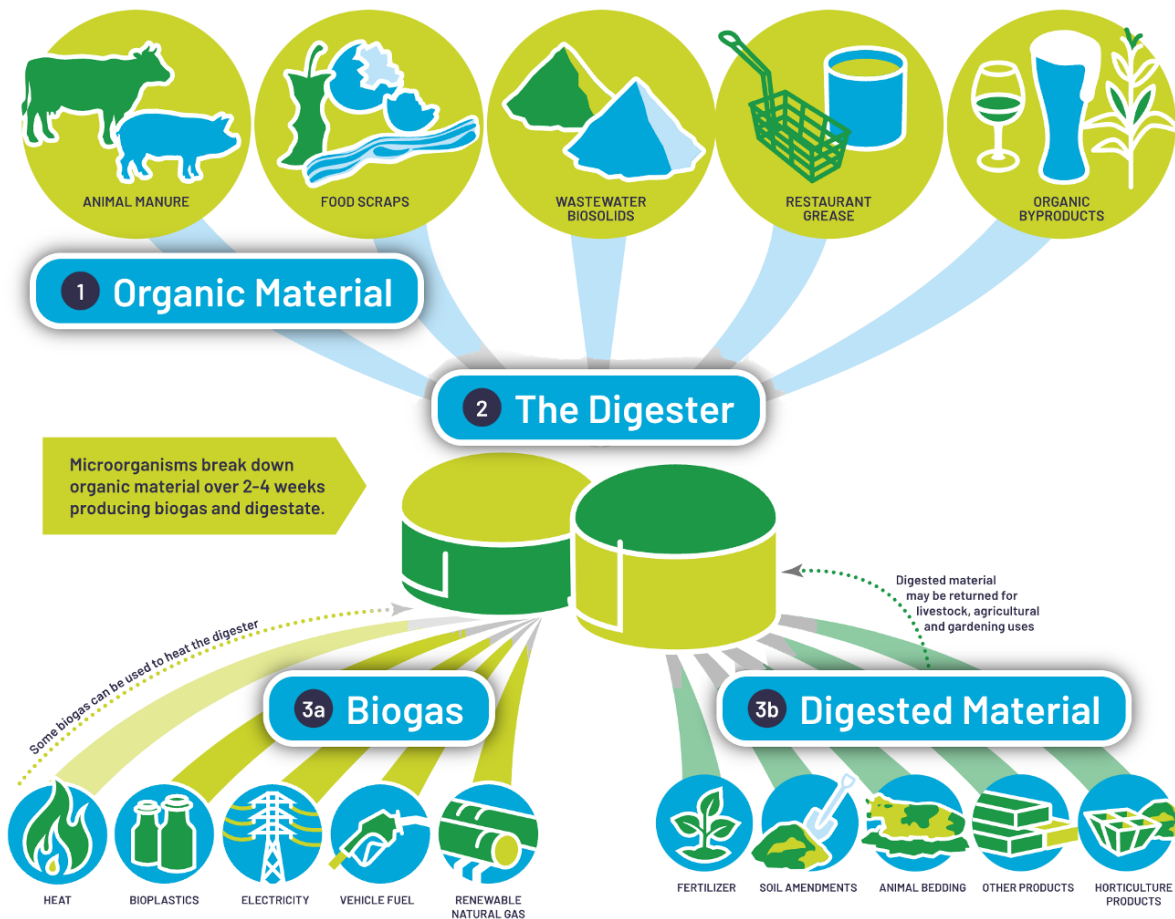 ANIMAL MANURE
FOOD SCRAPS
WASTEWATER
BIOSOLIDS
RESTAURANT
GREASE
ORGANIC
BYPRODUCTS
1 Organic Material
2 The Digester
Microorganisms break down
organic material over 2-4 weeks
producing biogas and digestate.
Digested material
may be returned for
livestock, agricultural
and gardening uses
Some biogas can be used to heat the digester
3a Biogas
3b Digested Material
HEAT
BIOPLASTICS
ELECTRICITY
VEHICLE FUEL
RENEWABLE
NATURAL GAS
FERTILIZER
SOIL AMENDMENTS
ANIMAL BEDDING
OTHER PRODUCTS
HORTICULTURE
PRODUCTS